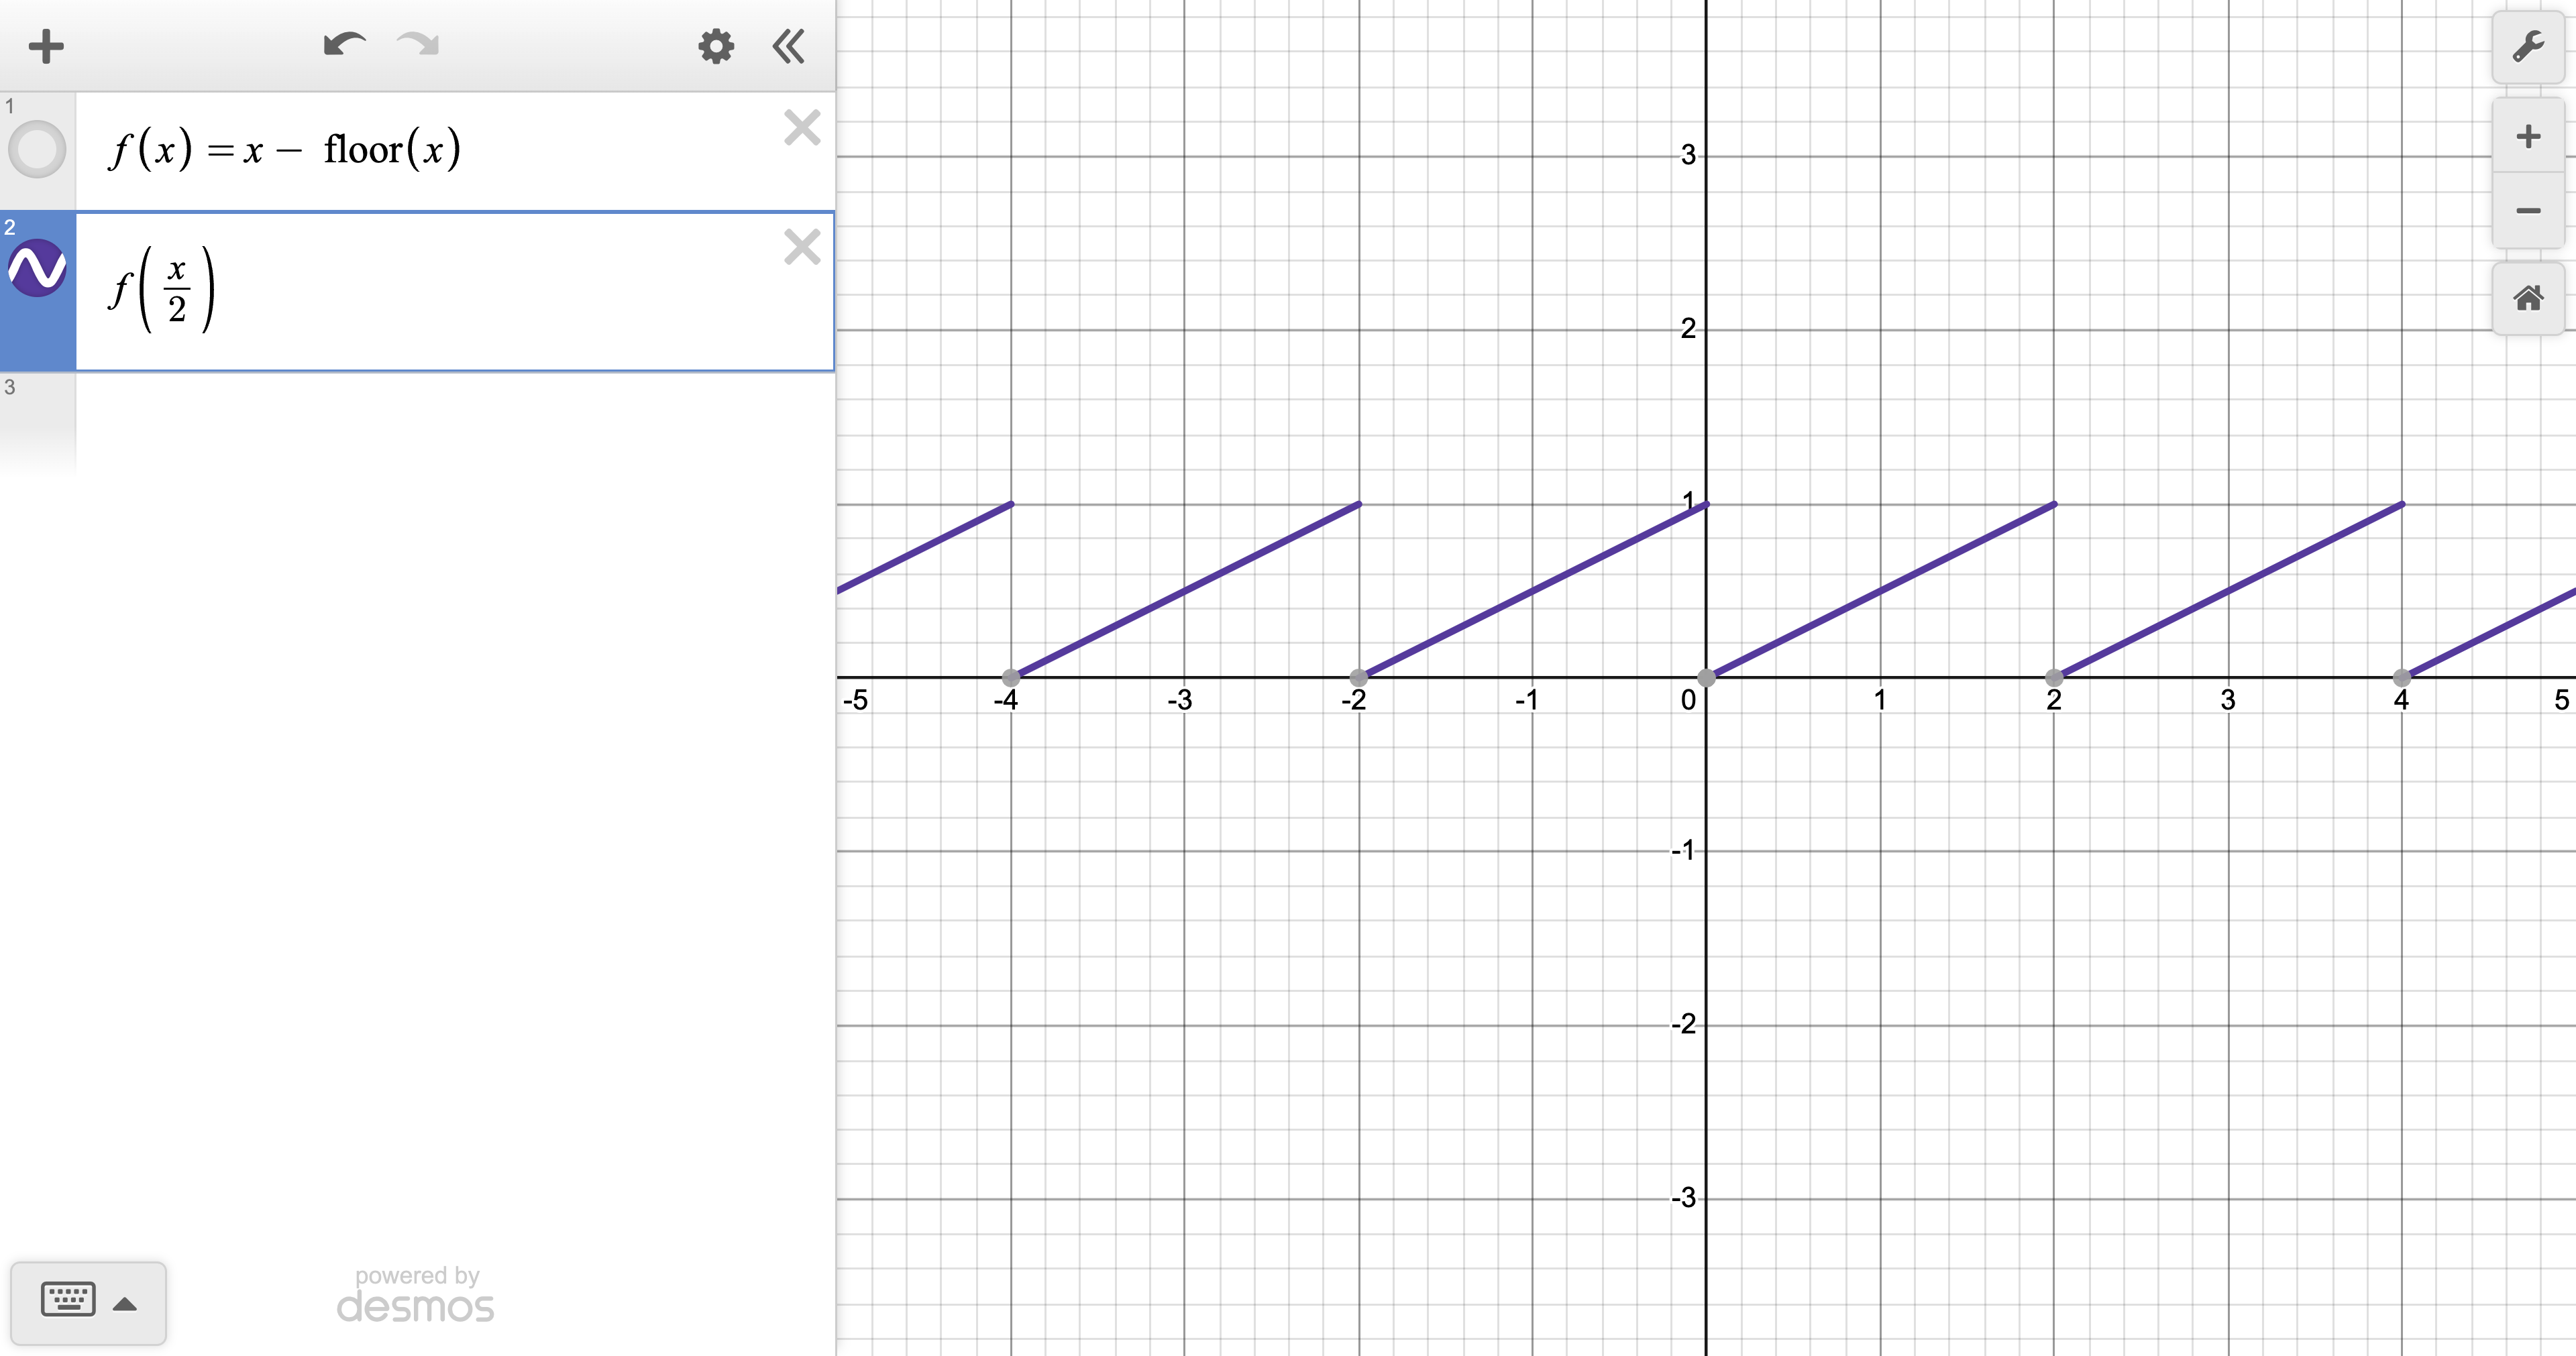 1
f(x) = x − floor(x)
2
f(x/2)
3
3
2
1
-5 -4 -3 -2 -1 0 1 2 3 4 5
-1
-2
-3
powered by
desmos